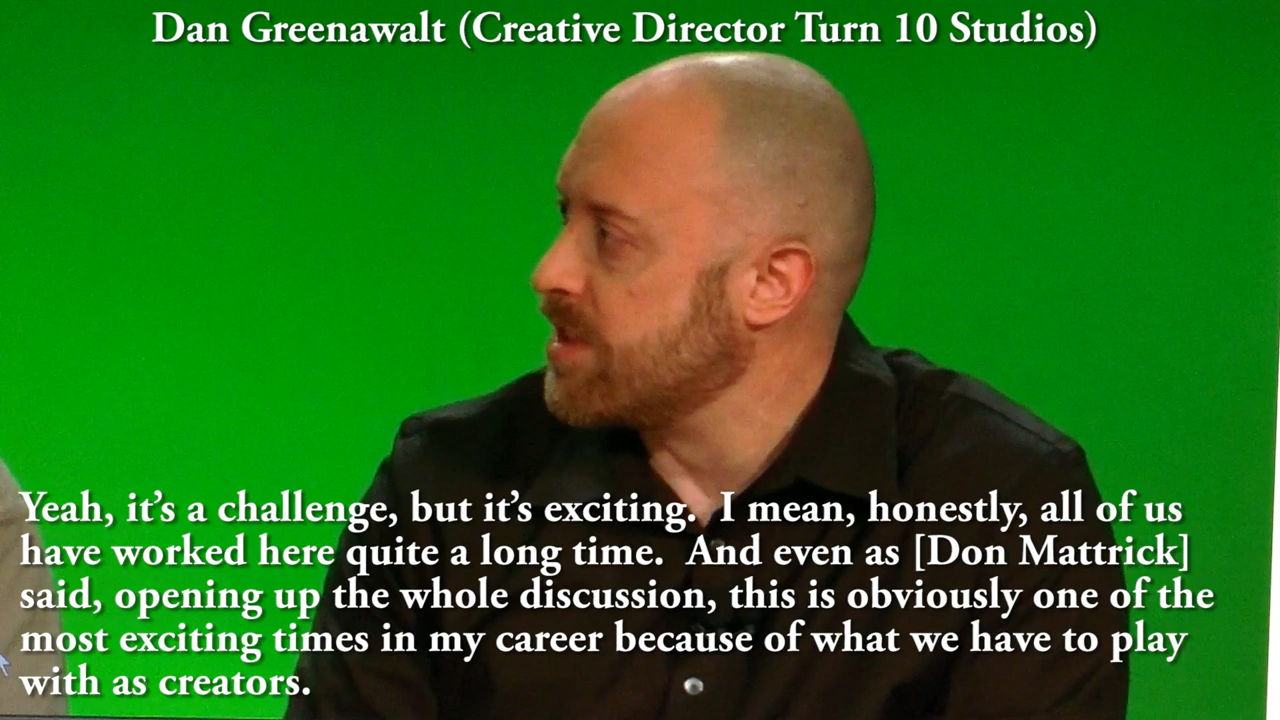 Dan Greenawalt (Creative Director Turn 10 Studios)
Yeah, it's a challenge, but it's exciting.  I mean, honestly, all of us
have worked here quite a long time.  And even as [Don Mattrick]
said, opening up the whole discussion, this is obviously one of the
most exciting times in my career because of what we have to play
with as creators.